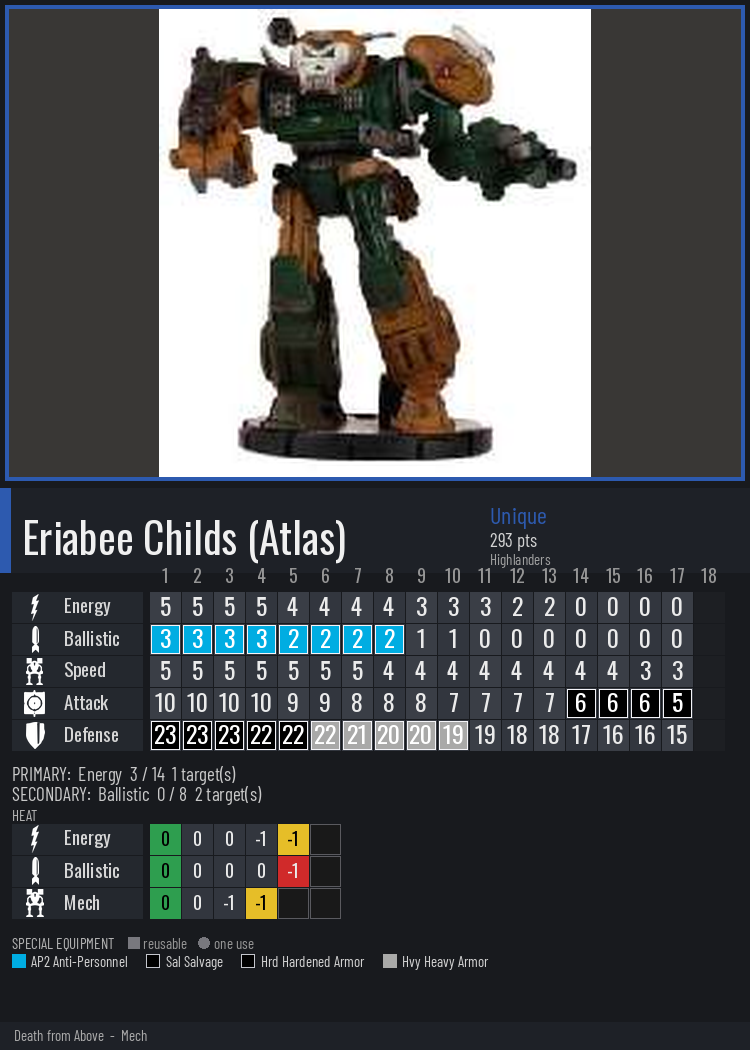 Eriabee Childs (Atlas)
Unique
293 pts
Highlanders
1 2 3 4 5 6 7 8 9 10 11 12 13 14 15 16 17 18
Energy 5 5 5 5 4 4 4 4 3 3 3 2 2 0 0 0 0
Ballistic 3 3 3 3 2 2 2 2 1 1 0 0 0 0 0 0 0
Speed 5 5 5 5 5 5 5 4 4 4 4 4 4 4 4 3 3
Attack 10 10 10 10 9 9 8 8 8 7 7 7 7 6 6 6 5
Defense 23 23 23 22 22 22 21 20 20 19 19 18 18 17 16 16 15
PRIMARY: Energy 3 / 14 1 target(s)
SECONDARY: Ballistic 0 / 8 2 target(s)
HEAT
Energy 0 0 0 -1 -1
Ballistic 0 0 0 0 -1
Mech 0 0 -1 -1
SPECIAL EQUIPMENT reusable one use
AP2 Anti-Personnel Sal Salvage Hrd Hardened Armor Hvy Heavy Armor
Death from Above - Mech